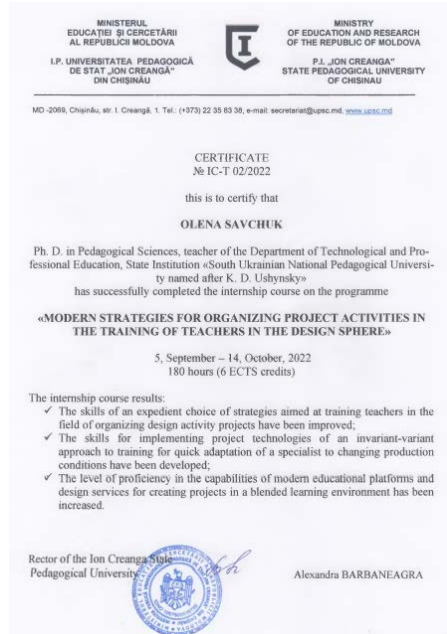 MINISTERUL
EDUCAȚIEI ȘI CERCETĂRII
AL REPUBLICII MOLDOVA
I.P. UNIVERSITATEA PEDAGOGICĂ
DE STAT „ION CREANGĂ"
DIN CHIȘINĂU
MINISTRY
OF EDUCATION AND RESEARCH
OF THE REPUBLIC OF MOLDOVA
P.I. „ION CREANGA"
STATE PEDAGOGICAL UNIVERSITY
OF CHISINAU
MD -2069, Chișinău, str. I. Creangă, 1. Tel.: (+373) 22 35 83 38, e-mail: secretariat@upsc.md, www.upsc.md
CERTIFICATE
№ IC-T 02/2022
this is to certify that
OLENA SAVCHUK
Ph. D. in Pedagogical Sciences, teacher of the Department of Technological and Pro-
fessional Education, State Institution «South Ukrainian National Pedagogical Universi-
ty named after K. D. Ushynsky»
has successfully completed the internship course on the programme
«MODERN STRATEGIES FOR ORGANIZING PROJECT ACTIVITIES IN
THE TRAINING OF TEACHERS IN THE DESIGN SPHERE»
5, September – 14, October, 2022
180 hours (6 ECTS credits)
The internship course results:
✓ The skills of an expedient choice of strategies aimed at training teachers in the
field of organizing design activity projects have been improved;
✓ The skills for implementing project technologies of an invariant-variant
approach to training for quick adaptation of a specialist to changing production
conditions have been developed;
✓ The level of proficiency in the capabilities of modern educational platforms and
design services for creating projects in a blended learning environment has been
increased.
Rector of the Ion Creanga State
Pedagogical University
Alexandra BARBANEAGRA